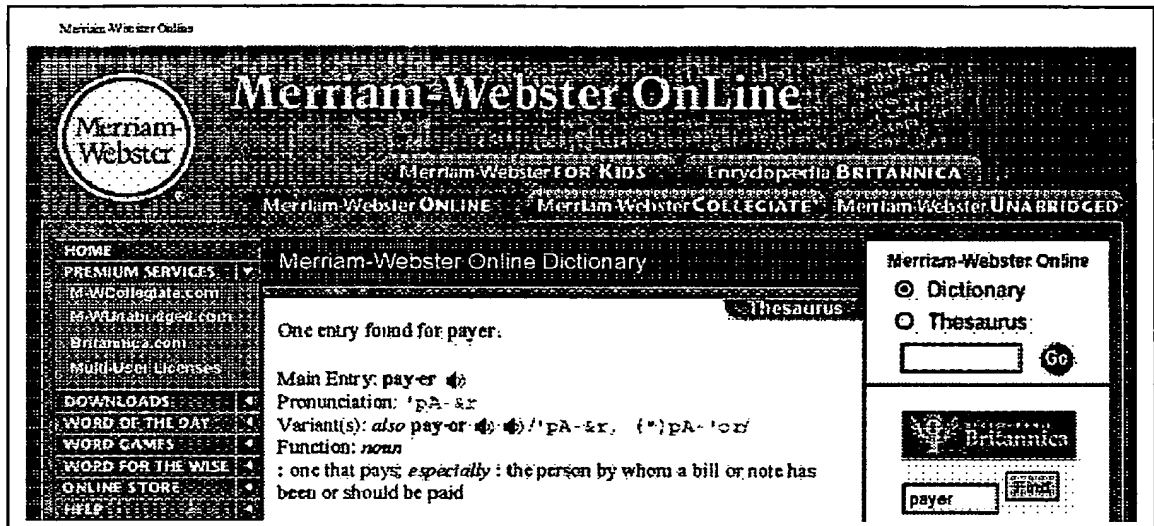 Merriam-Webster Online
Merriam-Webster OnLine
Merriam-
Webster
Merriam-Webster FOR KIDS
Encyclopædia BRITANNICA
Merriam-Webster ONLINE
Merriam-Webster COLLEGIATE
Merriam-Webster UNABRIDGED
HOME
PREMIUM SERVICES
M-WCollegiate.com
M-WUnabridged.com
Britannica.com
Multi-User Licenses
DOWNLOADS
WORD OF THE DAY
WORD GAMES
WORD FOR THE WISE
ONLINE STORE
HELP
Merriam-Webster Online Dictionary
Thesaurus
One entry found for payer.
Main Entry: pay·er
Pronunciation: 'pA-&r
Variant(s): also pay·or /'pA-&r, (")pA-'or/
Function: noun
: one that pays; especially : the person by whom a bill or note has
been or should be paid
Merriam-Webster Online
Dictionary
Thesaurus
Go
Britannica
payer
Find